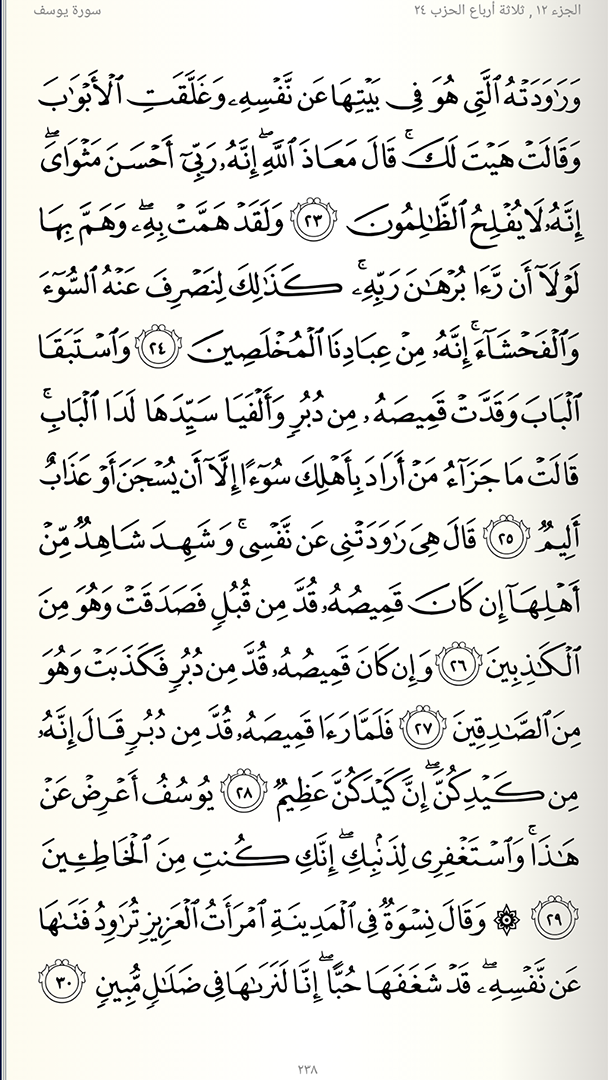 الجزء ١٢, ثلاثة أرباع الحزب ٢٤
سورة يوسف
وَرَٰوَدَتۡهُ ٱلَّتِي هُوَ فِي بَيۡتِهَا عَن نَّفۡسِهِۦ وَغَلَّقَتِ ٱلۡأَبۡوَٰبَ
وَقَالَتۡ هَيۡتَ لَكَۚ قَالَ مَعَاذَ ٱللَّهِۖ إِنَّهُۥ رَبِّيٓ أَحۡسَنَ مَثۡوَايَۖ
إِنَّهُۥ لَا يُفۡلِحُ ٱلظَّٰلِمُونَ ٢٣ وَلَقَدۡ هَمَّتۡ بِهِۦۖ وَهَمَّ بِهَا
لَوۡلَآ أَن رَّءَا بُرۡهَٰنَ رَبِّهِۦۚ كَذَٰلِكَ لِنَصۡرِفَ عَنۡهُ ٱلسُّوٓءَ
وَٱلۡفَحۡشَآءَۚ إِنَّهُۥ مِنۡ عِبَادِنَا ٱلۡمُخۡلَصِينَ ٢٤ وَٱسۡتَبَقَا
ٱلۡبَابَ وَقَدَّتۡ قَمِيصَهُۥ مِن دُبُرٖ وَأَلۡفَيَا سَيِّدَهَا لَدَا ٱلۡبَابِۚ
قَالَتۡ مَا جَزَآءُ مَنۡ أَرَادَ بِأَهۡلِكَ سُوٓءًا إِلَّآ أَن يُسۡجَنَ أَوۡ عَذَابٌ
أَلِيمٞ ٢٥ قَالَ هِيَ رَٰوَدَتۡنِي عَن نَّفۡسِيۚ وَشَهِدَ شَاهِدٞ مِّنۡ
أَهۡلِهَآ إِن كَانَ قَمِيصُهُۥ قُدَّ مِن قُبُلٖ فَصَدَقَتۡ وَهُوَ مِنَ
ٱلۡكَٰذِبِينَ ٢٦ وَإِن كَانَ قَمِيصُهُۥ قُدَّ مِن دُبُرٖ فَكَذَبَتۡ وَهُوَ
مِنَ ٱلصَّٰدِقِينَ ٢٧ فَلَمَّا رَءَا قَمِيصَهُۥ قُدَّ مِن دُبُرٖ قَالَ إِنَّهُۥ
مِن كَيۡدِكُنَّۖ إِنَّ كَيۡدَكُنَّ عَظِيمٞ ٢٨ يُوسُفُ أَعۡرِضۡ عَنۡ
هَٰذَاۚ وَٱسۡتَغۡفِرِي لِذَنۢبِكِۖ إِنَّكِ كُنتِ مِنَ ٱلۡخَاطِـِٔينَ
٢٩ ۞ وَقَالَ نِسۡوَةٞ فِي ٱلۡمَدِينَةِ ٱمۡرَأَتُ ٱلۡعَزِيزِ تُرَٰوِدُ فَتَىٰهَا
عَن نَّفۡسِهِۦۖ قَدۡ شَغَفَهَا حُبًّاۖ إِنَّا لَنَرَىٰهَا فِي ضَلَٰلٖ مُّبِينٖ ٣٠
٢٣٨